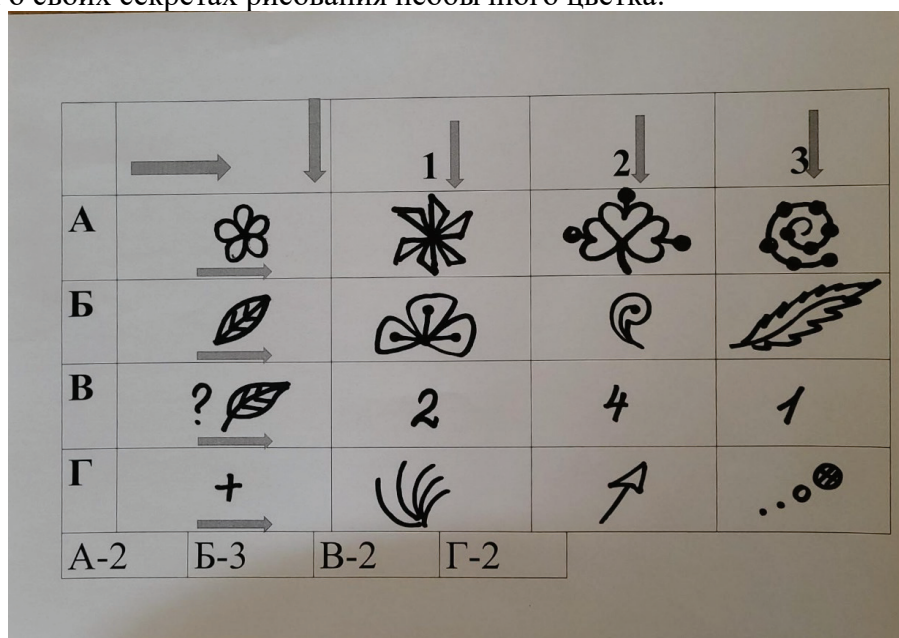 о своих секретах рисования необычного цветка.
1 2 3
А
Б
В ? 2 4 1
Г +
А-2 Б-3 В-2 Г-2